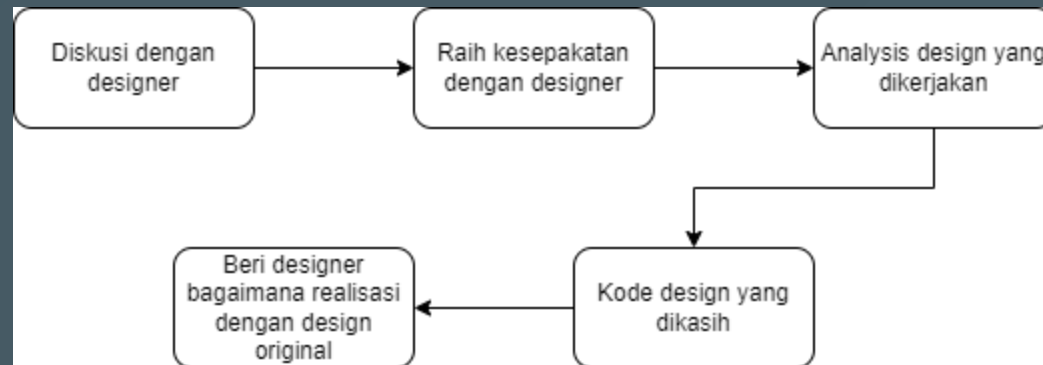 Diskusi dengan
designer
Raih kesepakatan
dengan designer
Analysis design yang
dikerjakan
Kode design yang
dikasih
Beri designer
bagaimana realisasi
dengan design
original